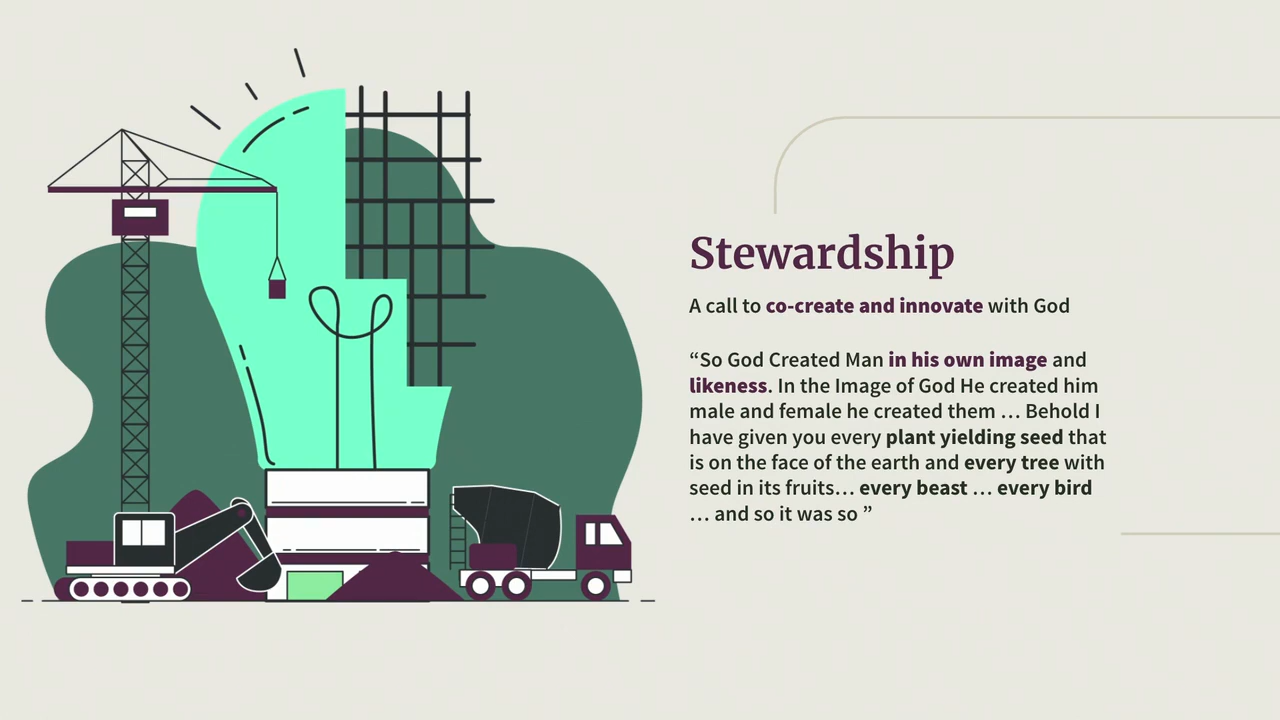 Stewardship
A call to co-create and innovate with God
“So God Created Man in his own image and
likeness. In the Image of God He created him
male and female he created them … Behold I
have given you every plant yielding seed that
is on the face of the earth and every tree with
seed in its fruits… every beast … every bird
… and so it was so ”